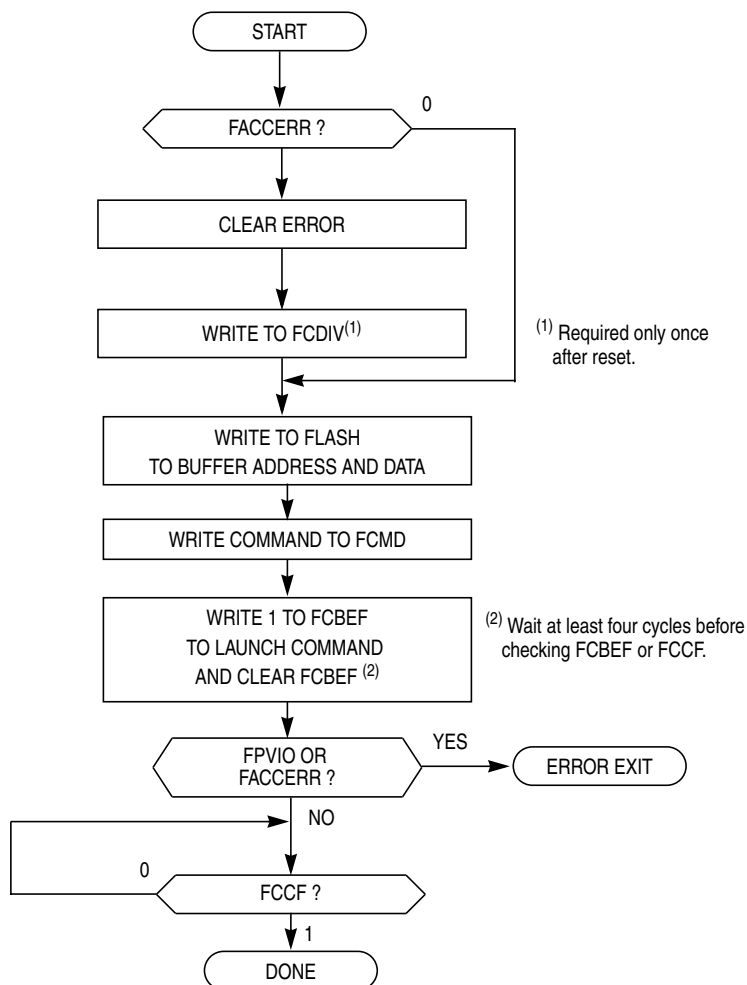 START
0
FACCERR ?
CLEAR ERROR
WRITE TO FCDIV(1)
(1) Required only once
after reset.
WRITE TO FLASH
TO BUFFER ADDRESS AND DATA
WRITE COMMAND TO FCMD
WRITE 1 TO FCBEF
TO LAUNCH COMMAND
AND CLEAR FCBEF (2)
(2) Wait at least four cycles before
checking FCBEF or FCCF.
FPVIO OR
FACCERR ?
YES
ERROR EXIT
NO
0
FCCF ?
1
DONE